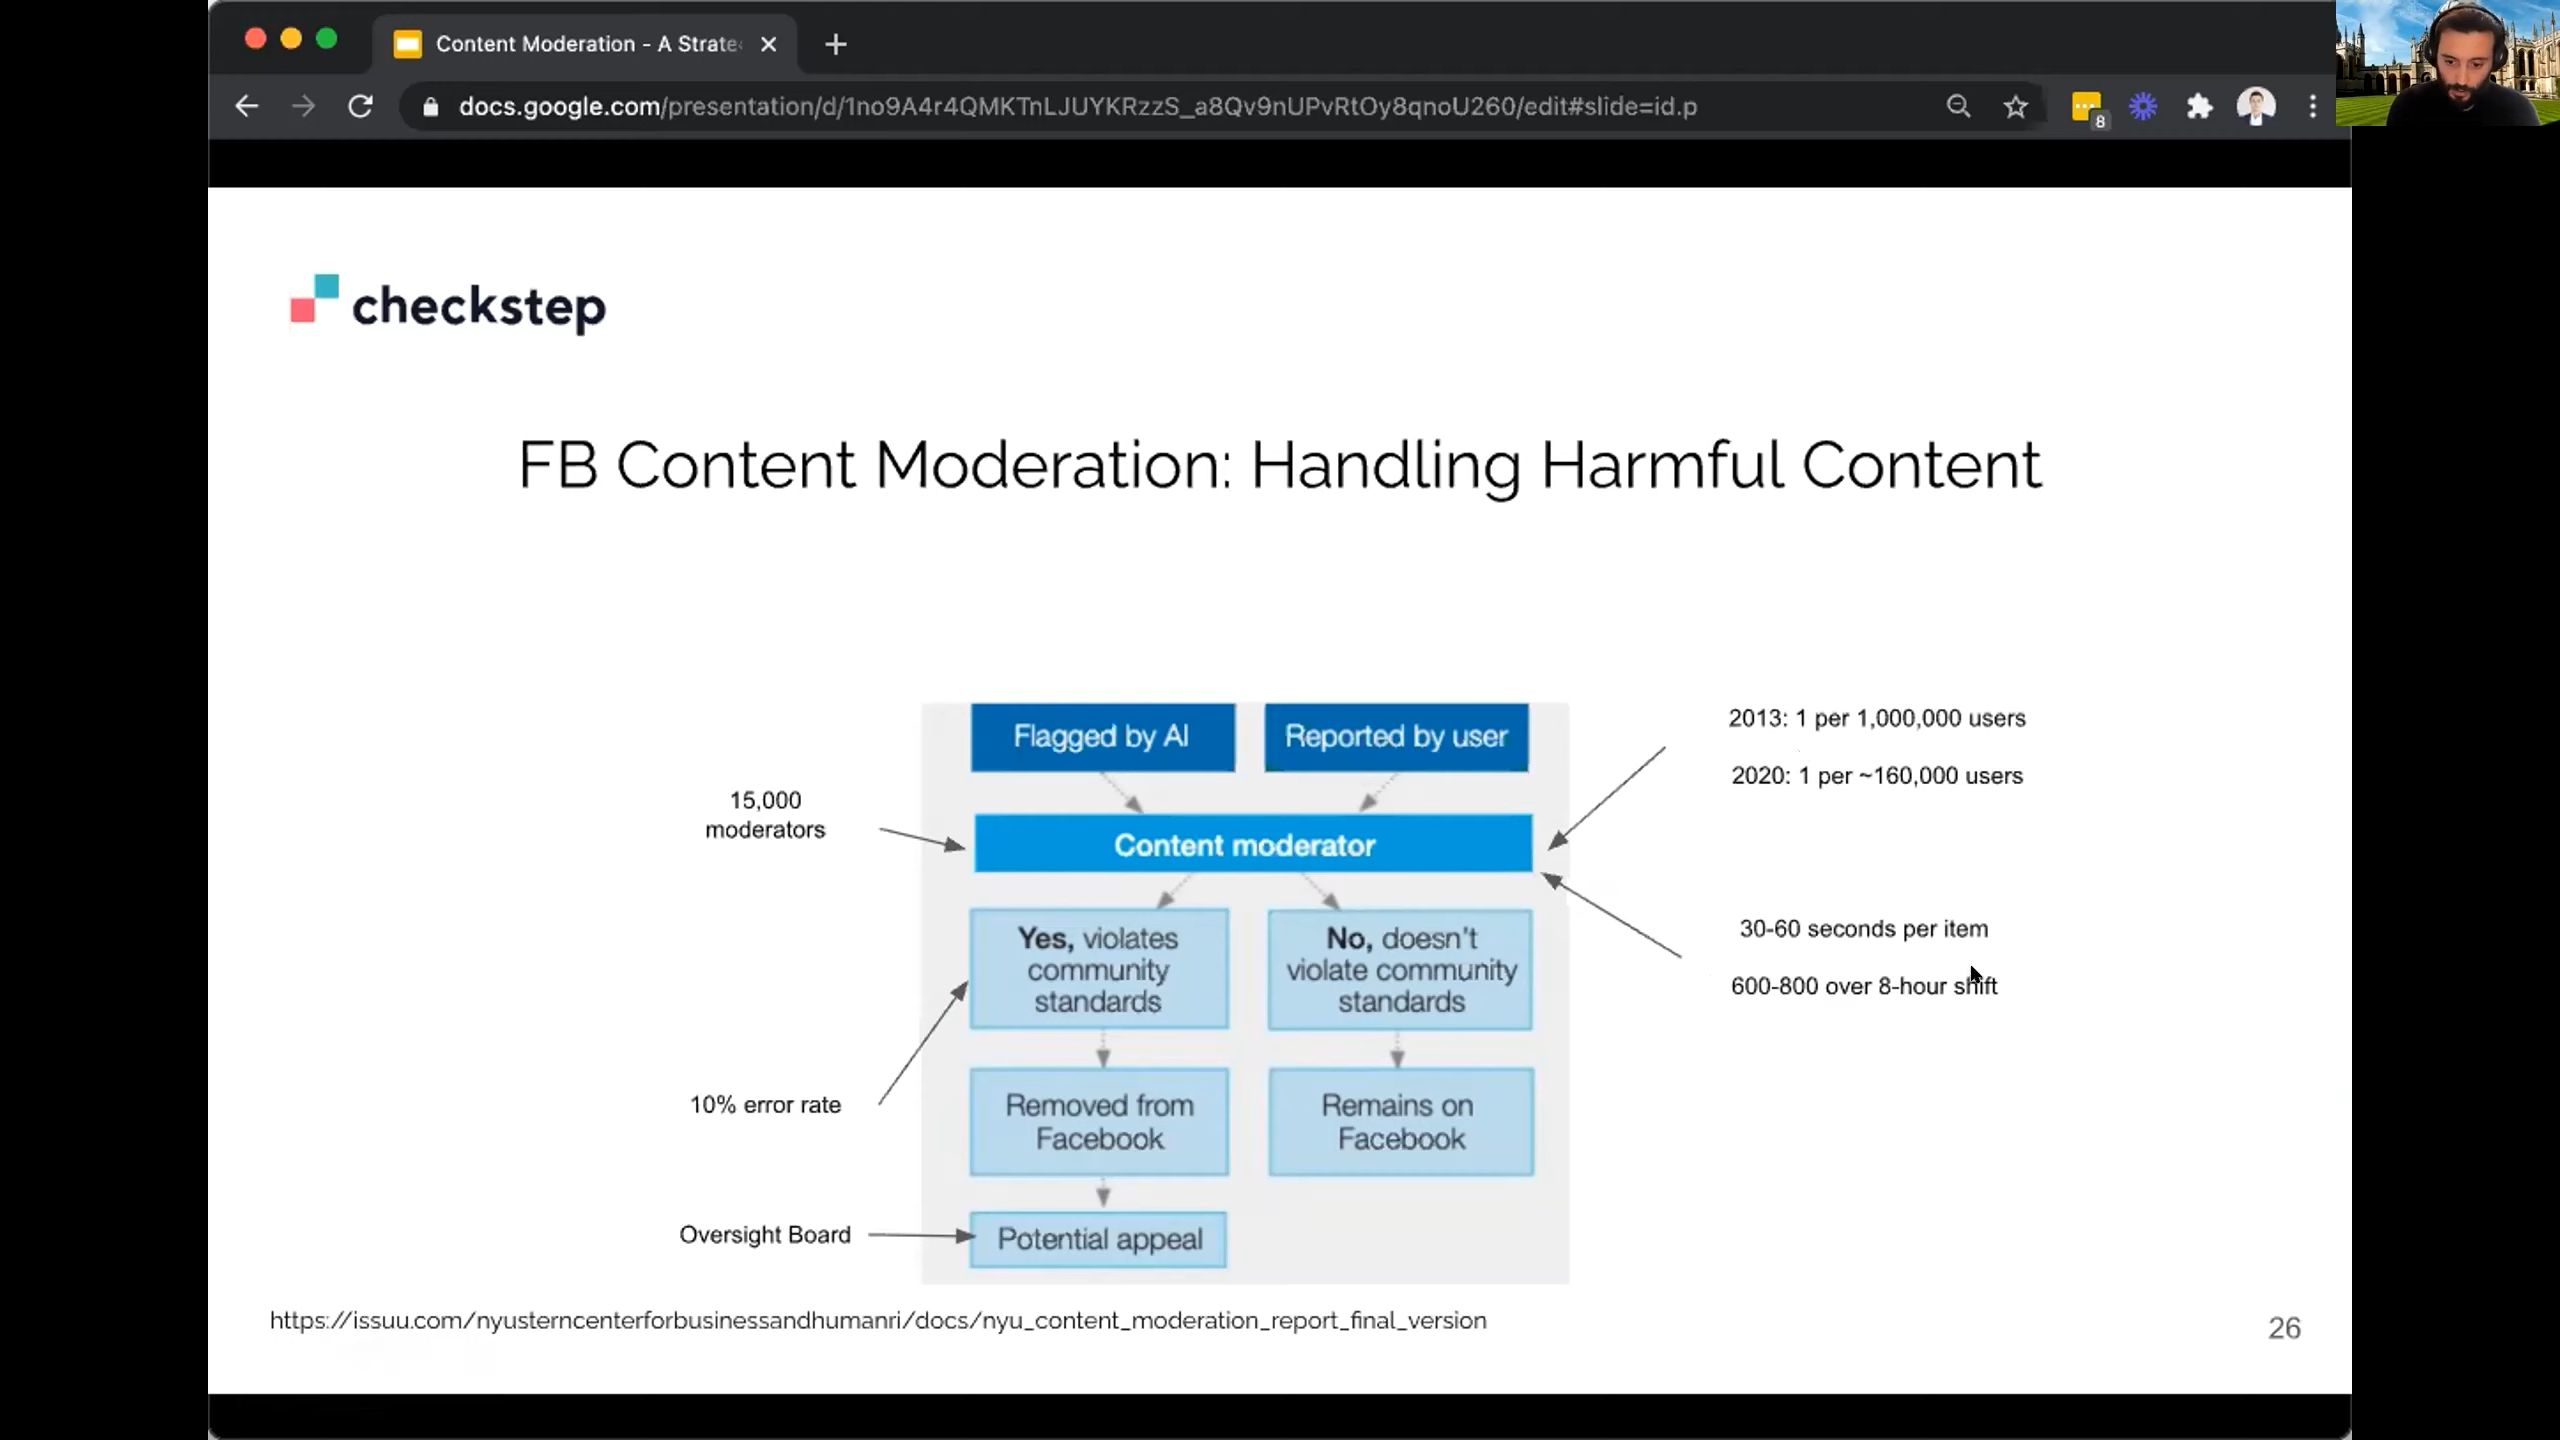 Content Moderation - A Strate
docs.google.com/presentation/d/1no9A4r4QMKTnLJUYKRzzS_a8Qv9nUPvRtOy8qnoU260/edit#slide=id.p
8
checkstep
FB Content Moderation: Handling Harmful Content
Flagged by AI
Reported by user
2013: 1 per 1,000,000 users
2020: 1 per ~160,000 users
15,000
moderators
Content moderator
Yes, violates
community
standards
No, doesn't
violate community
standards
30-60 seconds per item
600-800 over 8-hour shift
10% error rate
Removed from
Facebook
Remains on
Facebook
Oversight Board
Potential appeal
https://issuu.com/nyusterncenterforbusinessandhumanri/docs/nyu_content_moderation_report_final_version
26